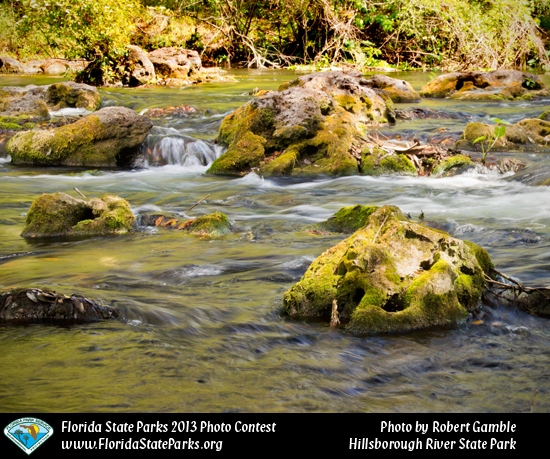 Florida State Parks 2013 Photo Contest
www.FloridaStateParks.org
Photo by Robert Gamble
Hillsborough River State Park